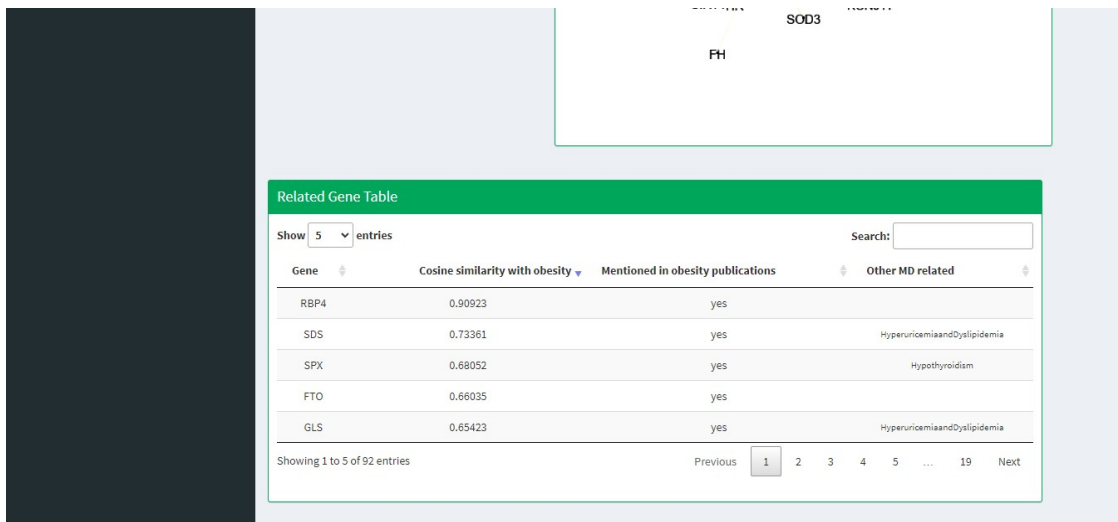 SOD3
FH
Related Gene Table
Show 5 entries
Search:
Gene Cosine similarity with obesity Mentioned in obesity publications Other MD related
RBP4 0.90923 yes
SDS 0.73361 yes HyperuricemiaandDyslipidemia
SPX 0.68052 yes Hypothyroidism
FTO 0.66035 yes
GLS 0.65423 yes HyperuricemiaandDyslipidemia
Showing 1 to 5 of 92 entries Previous 1 2 3 4 5 ... 19 Next